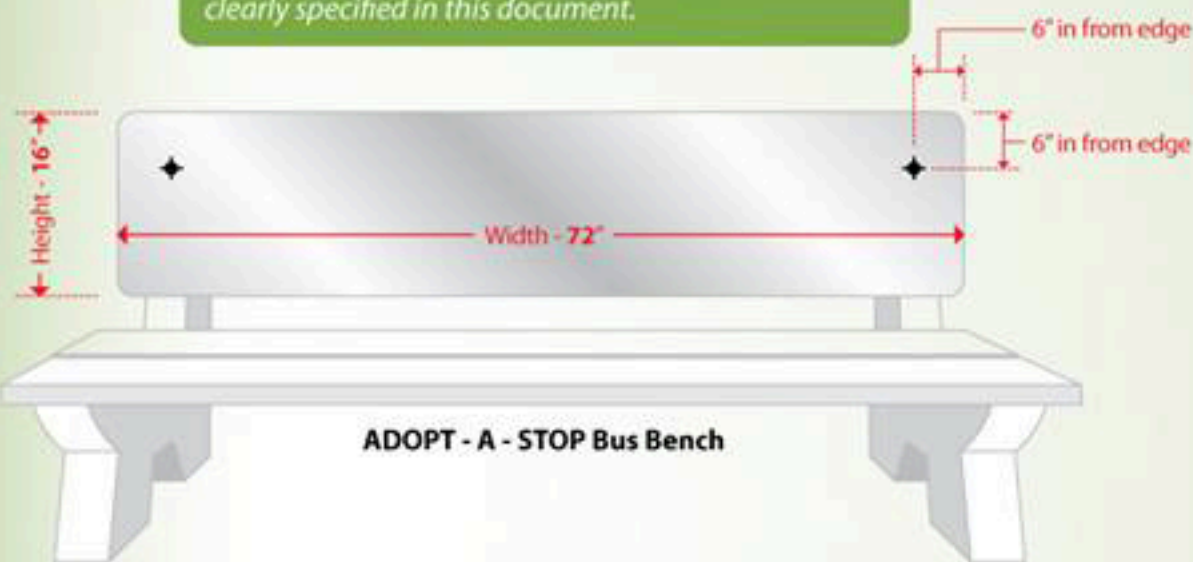 clearly specified in this document.
6" in from edge
6" in from edge
Height - 16"
Width - 72"
ADOPT - A - STOP Bus Bench